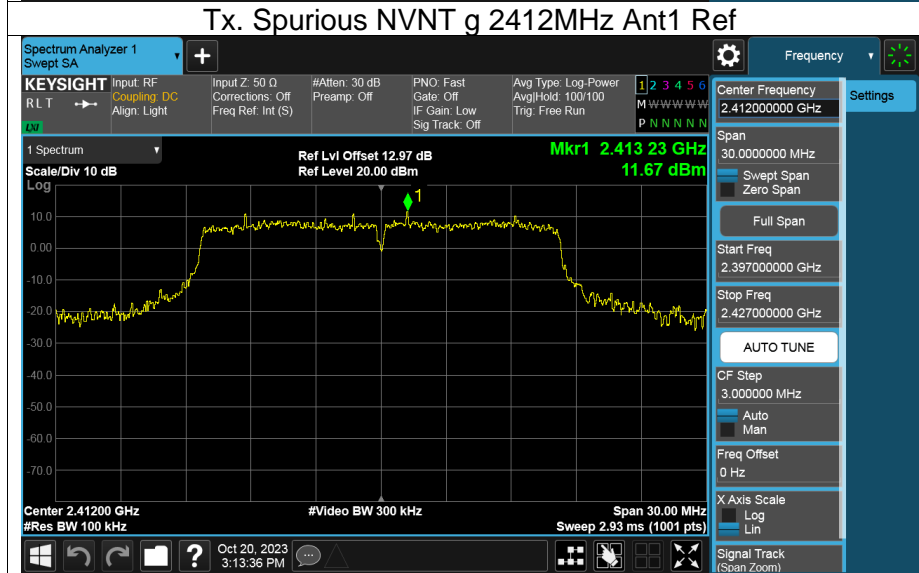 Tx. Spurious NVNT g 2412MHz Ant1 Ref
Spectrum Analyzer 1
Swept SA
+
Frequency
KEYSIGHT
RLT
LXI
Input: RF
Coupling: DC
Align: Light
Input Z: 50 Ω
Corrections: Off
Freq Ref: Int (S)
#Atten: 30 dB
Preamp: Off
PNO: Fast
Gate: Off
IF Gain: Low
Sig Track: Off
Avg Type: Log-Power
Avg|Hold: 100/100
Trig: Free Run
1 2 3 4 5 6
M W W W W W
P N N N N N
1 Spectrum
Scale/Div 10 dB
Ref Lvl Offset 12.97 dB
Ref Level 20.00 dBm
Mkr1 2.413 23 GHz
11.67 dBm
Log
1
10.0
0.00
-10.0
-20.0
-30.0
-40.0
-50.0
-60.0
-70.0
Center 2.41200 GHz
#Res BW 100 kHz
#Video BW 300 kHz
Span 30.00 MHz
Sweep 2.93 ms (1001 pts)
?
Oct 20, 2023
3:13:36 PM
Center Frequency
2.412000000 GHz
Settings
Span
30.0000000 MHz
Swept Span
Zero Span
Full Span
Start Freq
2.397000000 GHz
Stop Freq
2.427000000 GHz
AUTO TUNE
CF Step
3.000000 MHz
Auto
Man
Freq Offset
0 Hz
X Axis Scale
Log
Lin
Signal Track
(Span Zoom)